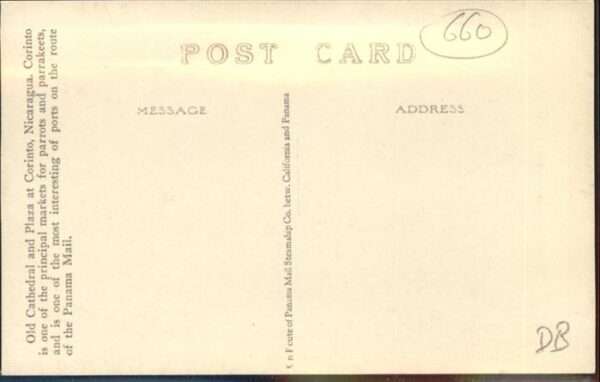 660
POST CARD
MESSAGE
ADDRESS
Old Cathedral and Plaza at Corinto, Nicaragua. Corinto
is one of the principal markets for parrots and parrakeets,
and is one of the most interesting of ports on the route
of the Panama Mail.
route of Panama Mail Steamship Co. betw. California and Panama
DB